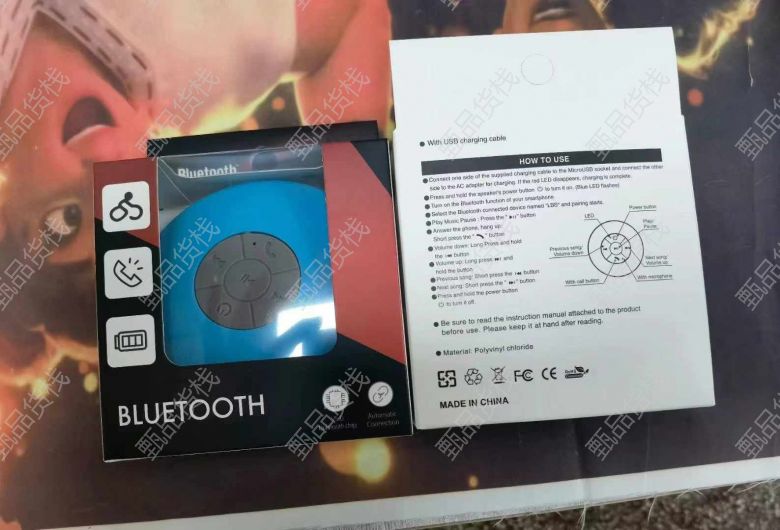 Bluetooth
BLUETOOTH
Automatic
Connection
With USB charging cable
HOW TO USE
Connect one side of the supplied charging cable to the MicroUSB socket and connect the other
side to the AC adapter for charging. If the red LED disappears, charging is complete.
Press and hold the speaker's power button to turn it on. (Blue LED flashes)
Turn on the Bluetooth function of your smartphone.
Select the Bluetooth connected device named "LBS" and pairing starts.
Play Music Pause : Press the "▶ıı" button
Answer the phone, hang up:
Short press the " " button
Volume down: Long Press and hold
the ı◀◀ button
Volume up: Long press ▶▶ı and
hold the button
Previous song/ Short press the ı◀◀ button
Next song: Short press the " ▶▶ı " button
Press and hold the power button
to turn it off.
LED
Power button
Play/
Pause
Previous song/
Volume down
Next song/
Volume up
With call button
With microphone
Be sure to read the instruction manual attached to the product
before use. Please keep it at hand after reading.
Material: Polyvinyl chloride
FC CE RoHS
MADE IN CHINA
甄品货栈